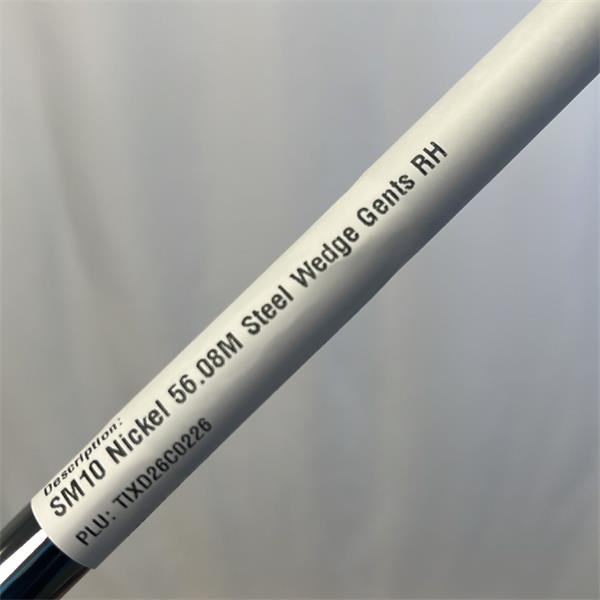 Description:
SM10 Nickel 56.08M Steel Wedge Gents RH
PLU: TIXD26C0226